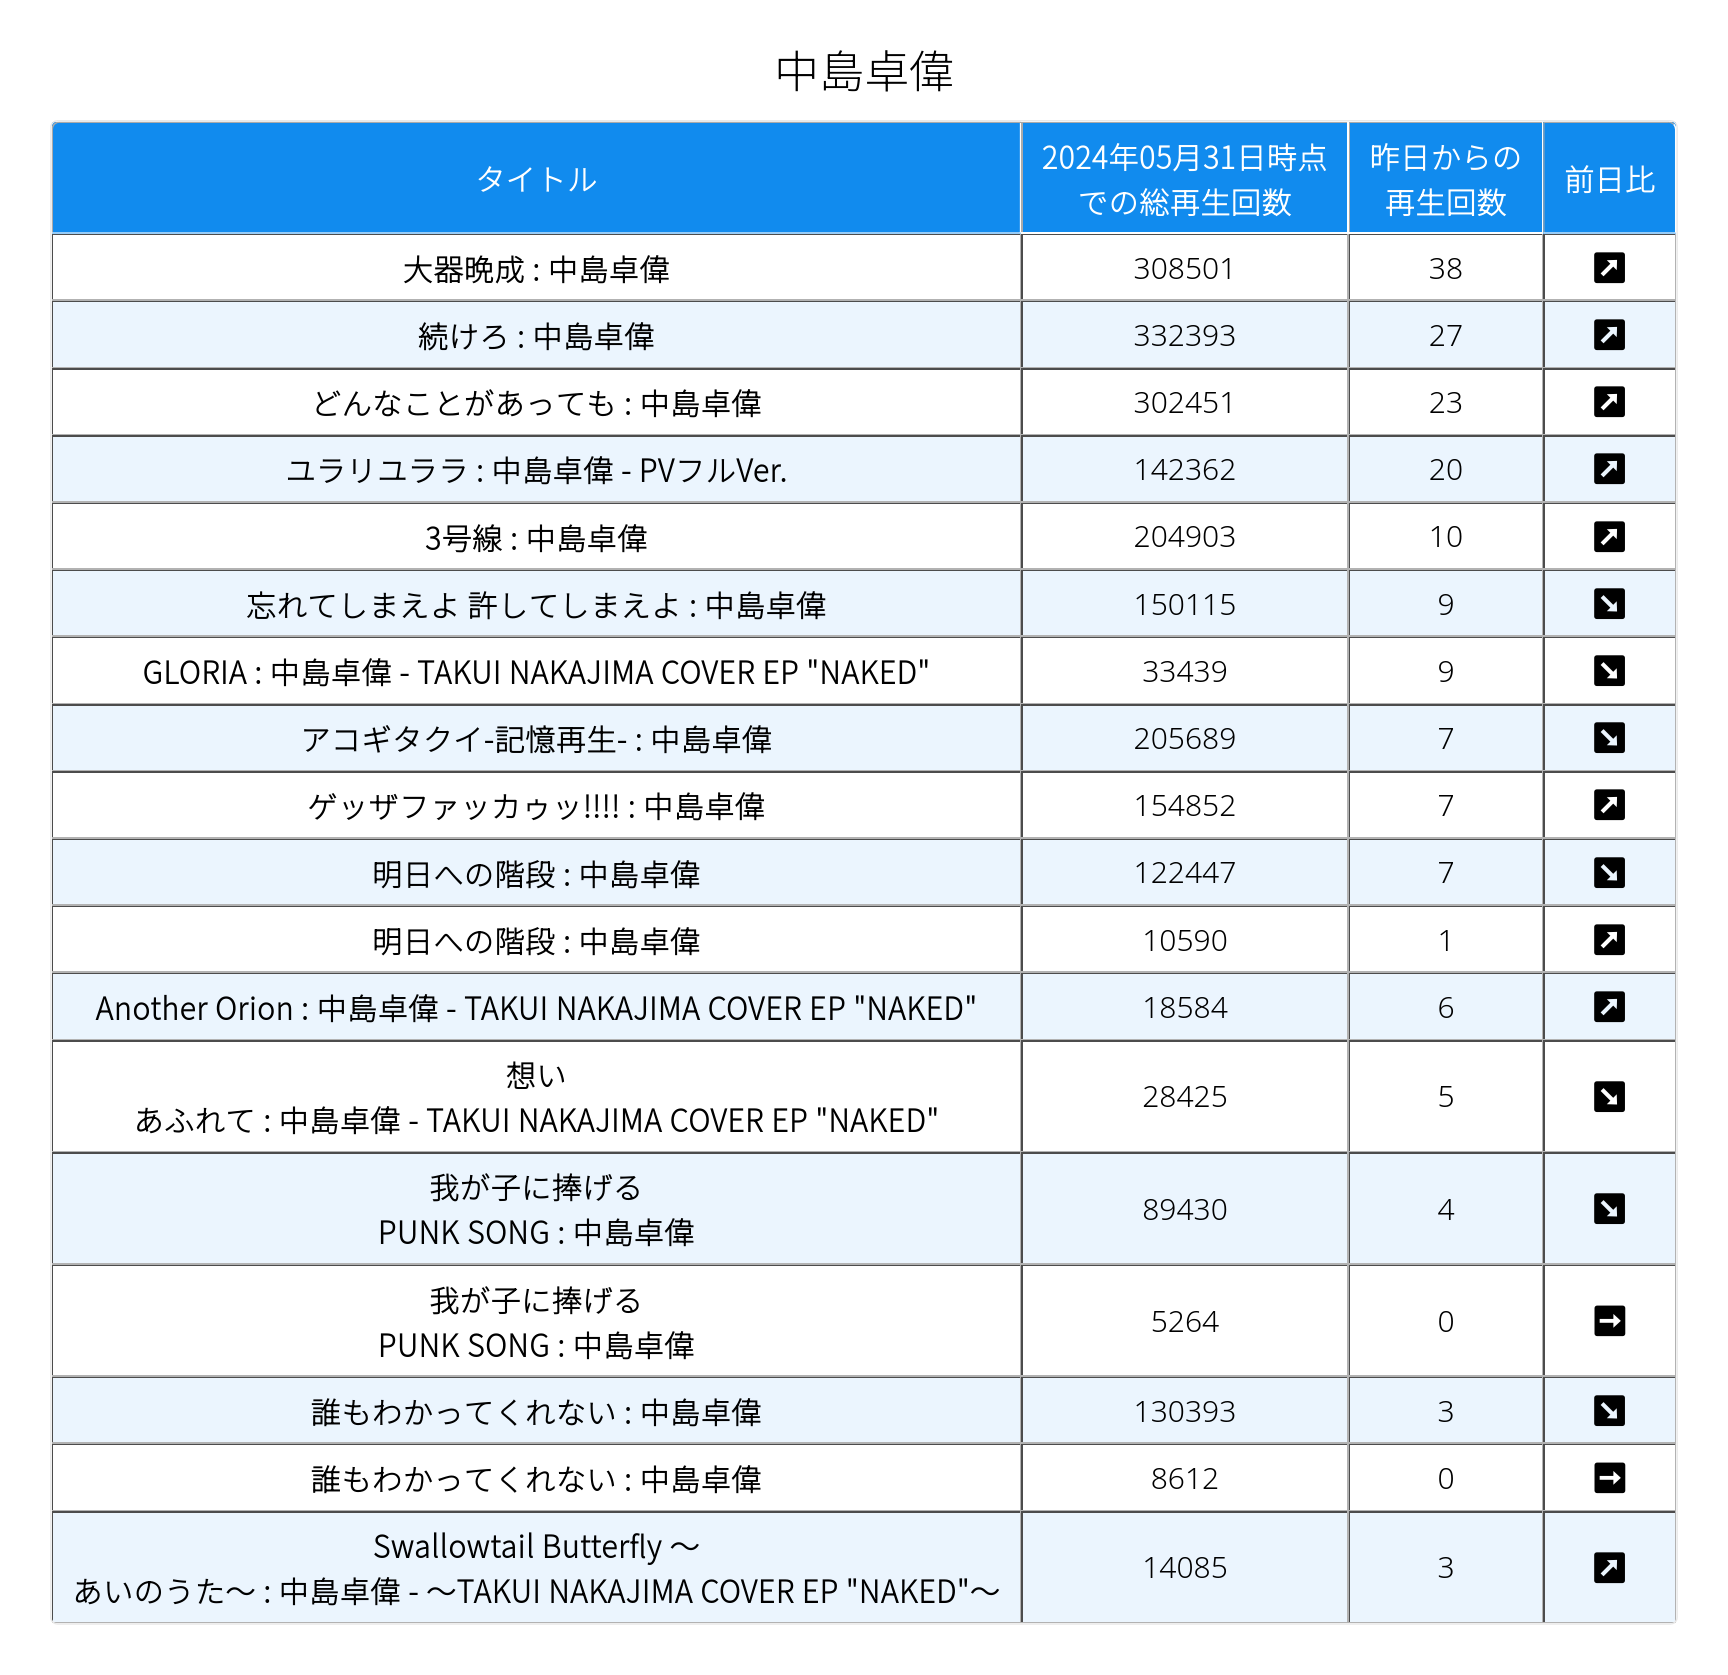 中島卓偉
タイトル
2024年05月31日時点
での総再生回数
昨日からの
再生回数
前日比
大器晩成 : 中島卓偉 308501 38
続けろ : 中島卓偉 332393 27
どんなことがあっても : 中島卓偉 302451 23
ユラリユララ : 中島卓偉 - PVフルVer. 142362 20
3号線 : 中島卓偉 204903 10
忘れてしまえよ 許してしまえよ : 中島卓偉 150115 9
GLORIA : 中島卓偉 - TAKUI NAKAJIMA COVER EP "NAKED" 33439 9
アコギタクイ-記憶再生- : 中島卓偉 205689 7
ゲッザファッカゥッ!!!! : 中島卓偉 154852 7
明日への階段 : 中島卓偉 122447 7
明日への階段 : 中島卓偉 10590 1
Another Orion : 中島卓偉 - TAKUI NAKAJIMA COVER EP "NAKED" 18584 6
想い
あふれて : 中島卓偉 - TAKUI NAKAJIMA COVER EP "NAKED" 28425 5
我が子に捧げる
PUNK SONG : 中島卓偉 89430 4
我が子に捧げる
PUNK SONG : 中島卓偉 5264 0
誰もわかってくれない : 中島卓偉 130393 3
誰もわかってくれない : 中島卓偉 8612 0
Swallowtail Butterfly 〜
あいのうた〜 : 中島卓偉 - 〜TAKUI NAKAJIMA COVER EP "NAKED"〜 14085 3